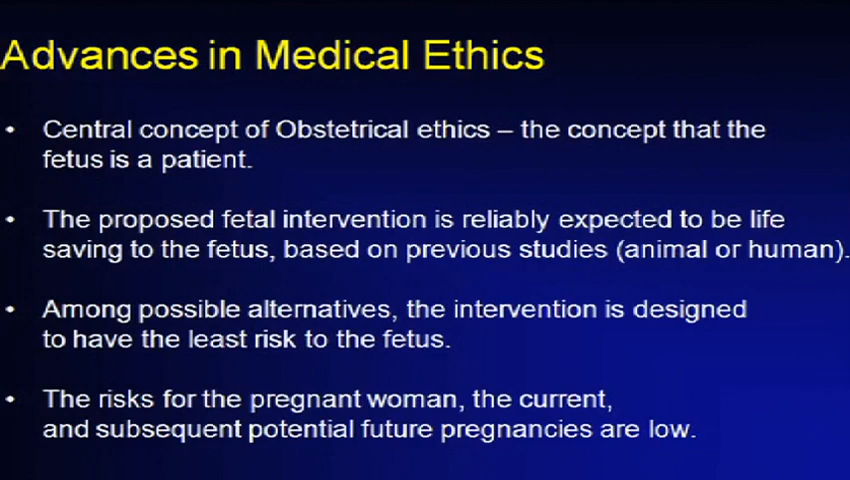 Advances in Medical Ethics
• Central concept of Obstetrical ethics – the concept that the
fetus is a patient.
• The proposed fetal intervention is reliably expected to be life
saving to the fetus, based on previous studies (animal or human).
• Among possible alternatives, the intervention is designed
to have the least risk to the fetus.
• The risks for the pregnant woman, the current,
and subsequent potential future pregnancies are low.